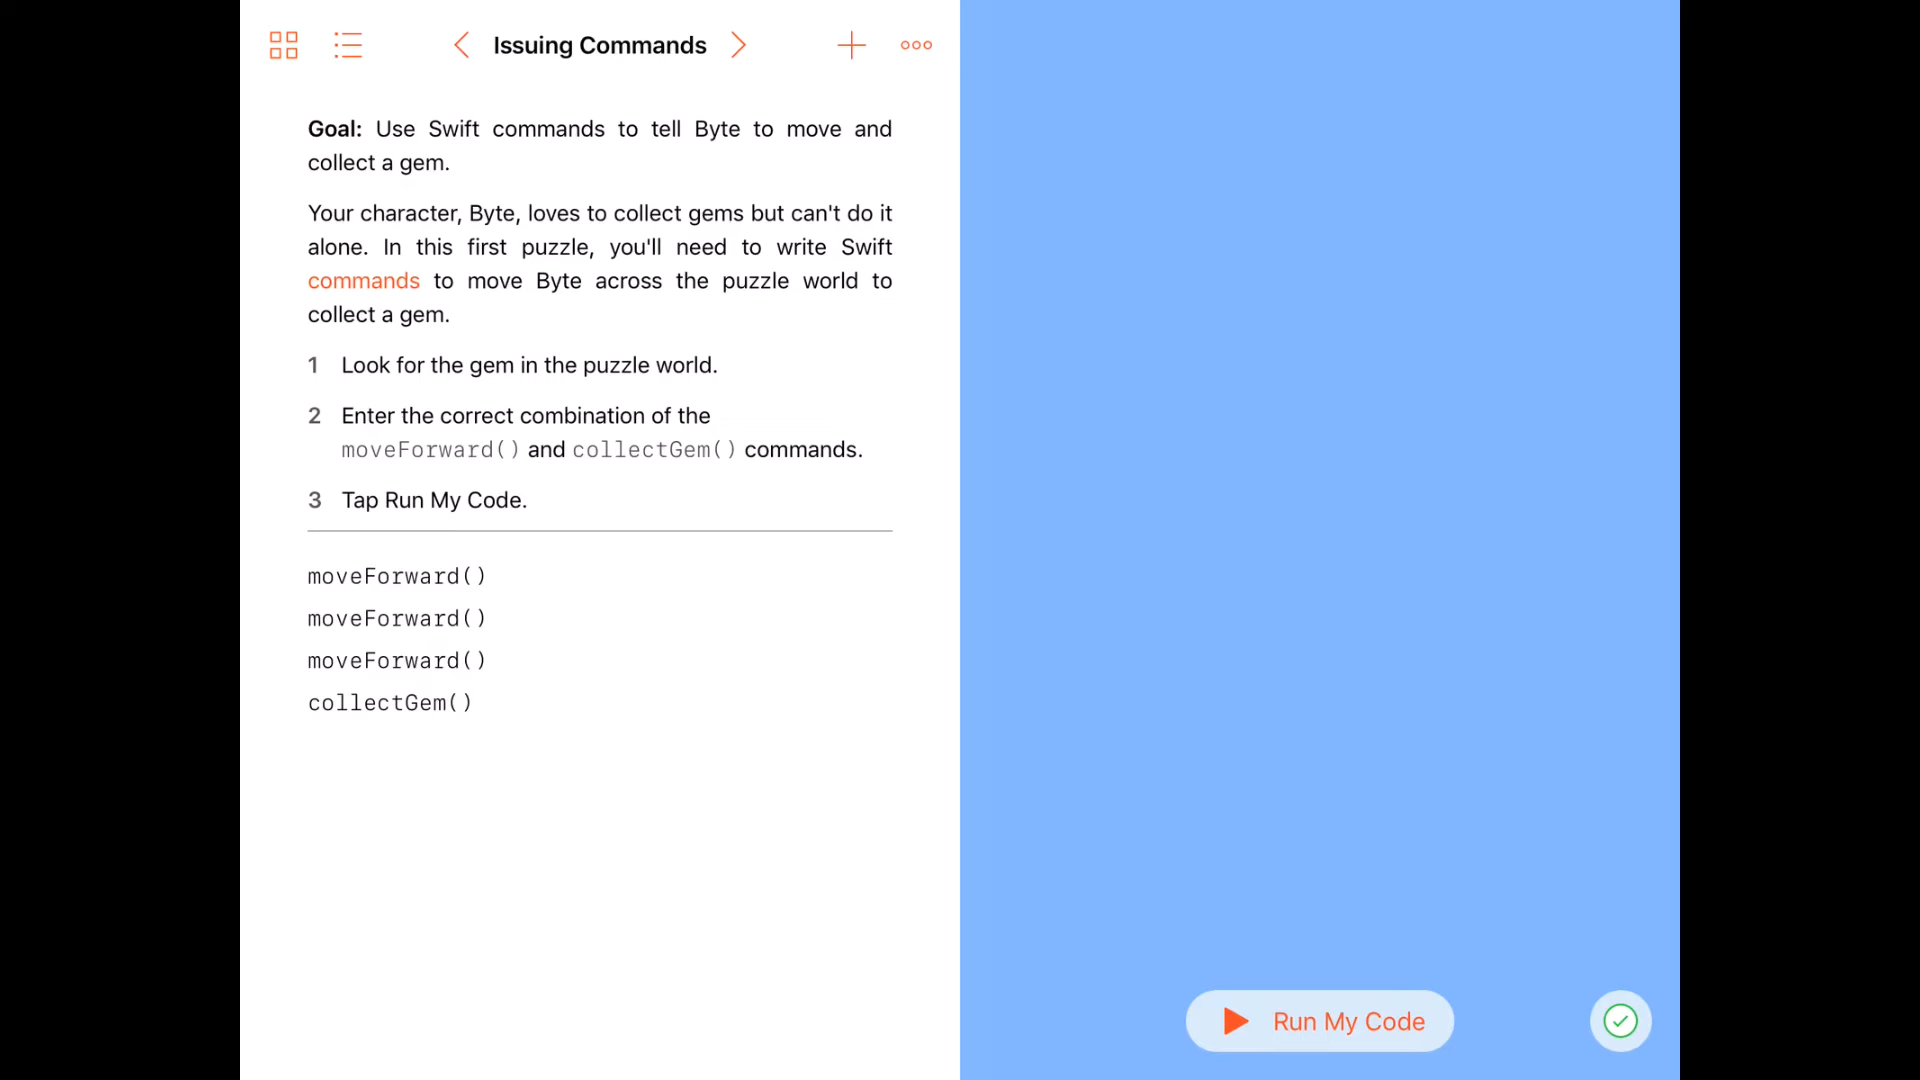 Issuing Commands
Goal: Use Swift commands to tell Byte to move and
collect a gem.
Your character, Byte, loves to collect gems but can't do it
alone. In this first puzzle, you'll need to write Swift
commands to move Byte across the puzzle world to
collect a gem.
1 Look for the gem in the puzzle world.
2 Enter the correct combination of the
moveForward() and collectGem() commands.
3 Tap Run My Code.
moveForward()
moveForward()
moveForward()
collectGem()
Run My Code